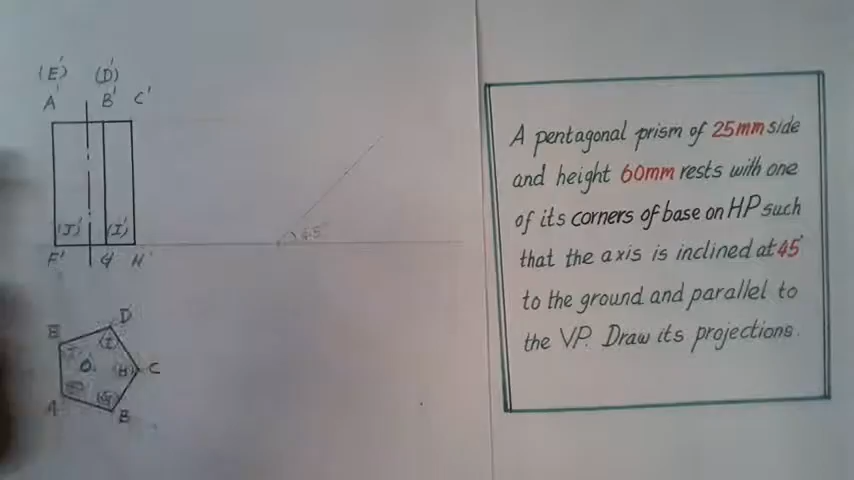 (E') (D')
A' B' C'
(J') (I')
F' G' H'
45°
D
E
(I)
O (H) C
(G)
A
B
A pentagonal prism of 25mm side
and height 60mm rests with one
of its corners of base on HP such
that the axis is inclined at 45°
to the ground and parallel to
the VP. Draw its projections.